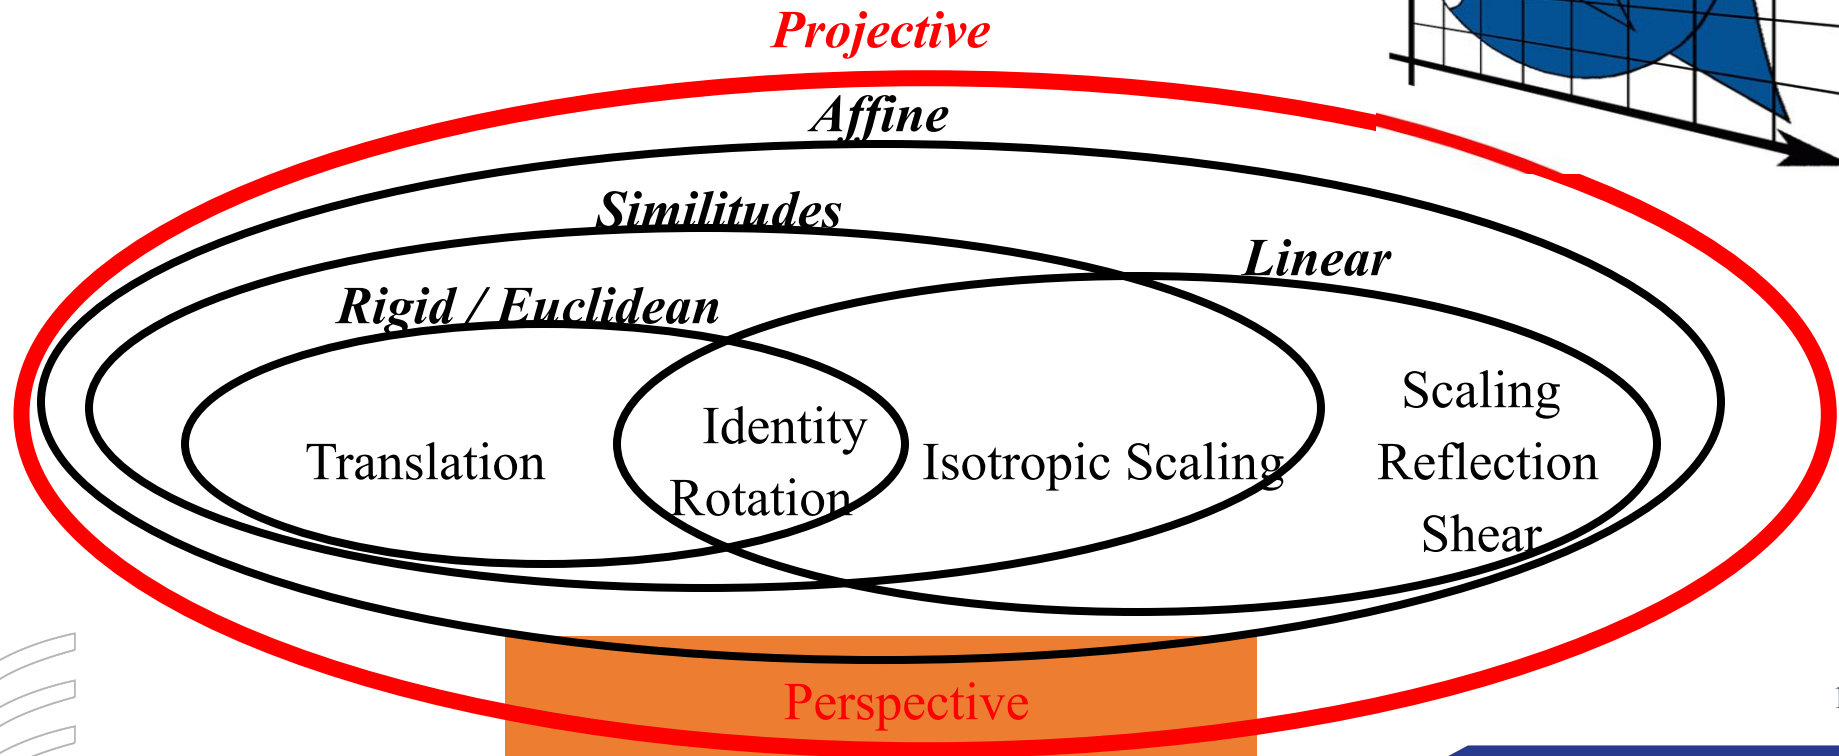 Projective
Affine
Similitudes
Linear
Rigid / Euclidean
Scaling
Identity
Translation
Isotropic Scaling
Reflection
Rotation
Shear
Perspective